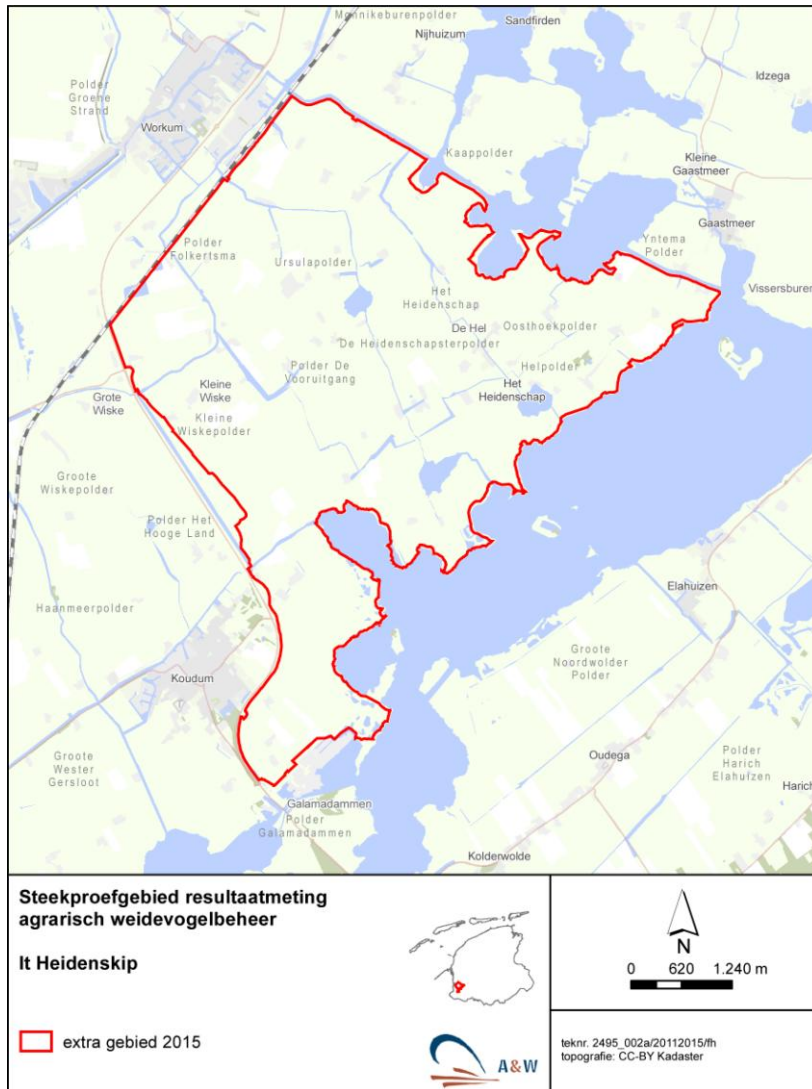 Mennikeburenpolder
Sandfirden
Nijhuizum
Idzega
Polder
Groene
Strand
Workum
Kaappolder
Kleine
Gaastmeer
Gaastmeer
Yntema
Polder
Polder
Folkertsma
Ursulapolder
Vissersburen
Het
Heidenschap
De Hel
Oosthoekpolder
De Heidenschapsterpolder
Polder De
Vooruitgang
Helpolder
Grote
Wiske
Kleine
Wiske
Kleine
Wiskepolder
Het
Heidenschap
Groote
Wiskepolder
Polder Het
Hooge Land
Elahuizen
Haanmeerpolder
Groote
Noordwolder
Polder
Koudum
Groote
Wester
Gersloot
Oudega
Polder
Harich
Elahuizen
Harich
Galamadammen
Polder
Galamadammen
Kolderwolde
Steekproefgebied resultaatmeting
agrarisch weidevogelbeheer
It Heidenskip
extra gebied 2015
A&W
N
0 620 1.240 m
teknr. 2495_002a/20112015/fh
topografie: CC-BY Kadaster